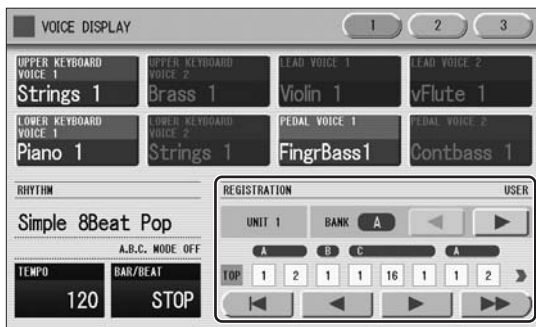 VOICE DISPLAY 1 2 3
UPPER KEYBOARD VOICE 1
Strings 1
UPPER KEYBOARD VOICE 2
Brass 1
LEAD VOICE 1
Violin 1
LEAD VOICE 2
vFlute 1
LOWER KEYBOARD VOICE 1
Piano 1
LOWER KEYBOARD VOICE 2
Strings 1
PEDAL VOICE 1
FingrBass1
PEDAL VOICE 2
Contbass 1
RHYTHM
Simple 8Beat Pop
A.B.C. MODE OFF
TEMPO
120
BAR/BEAT
STOP
REGISTRATION USER
UNIT 1 BANK A
A B C A
TOP 1 2 1 1 16 1 1 2